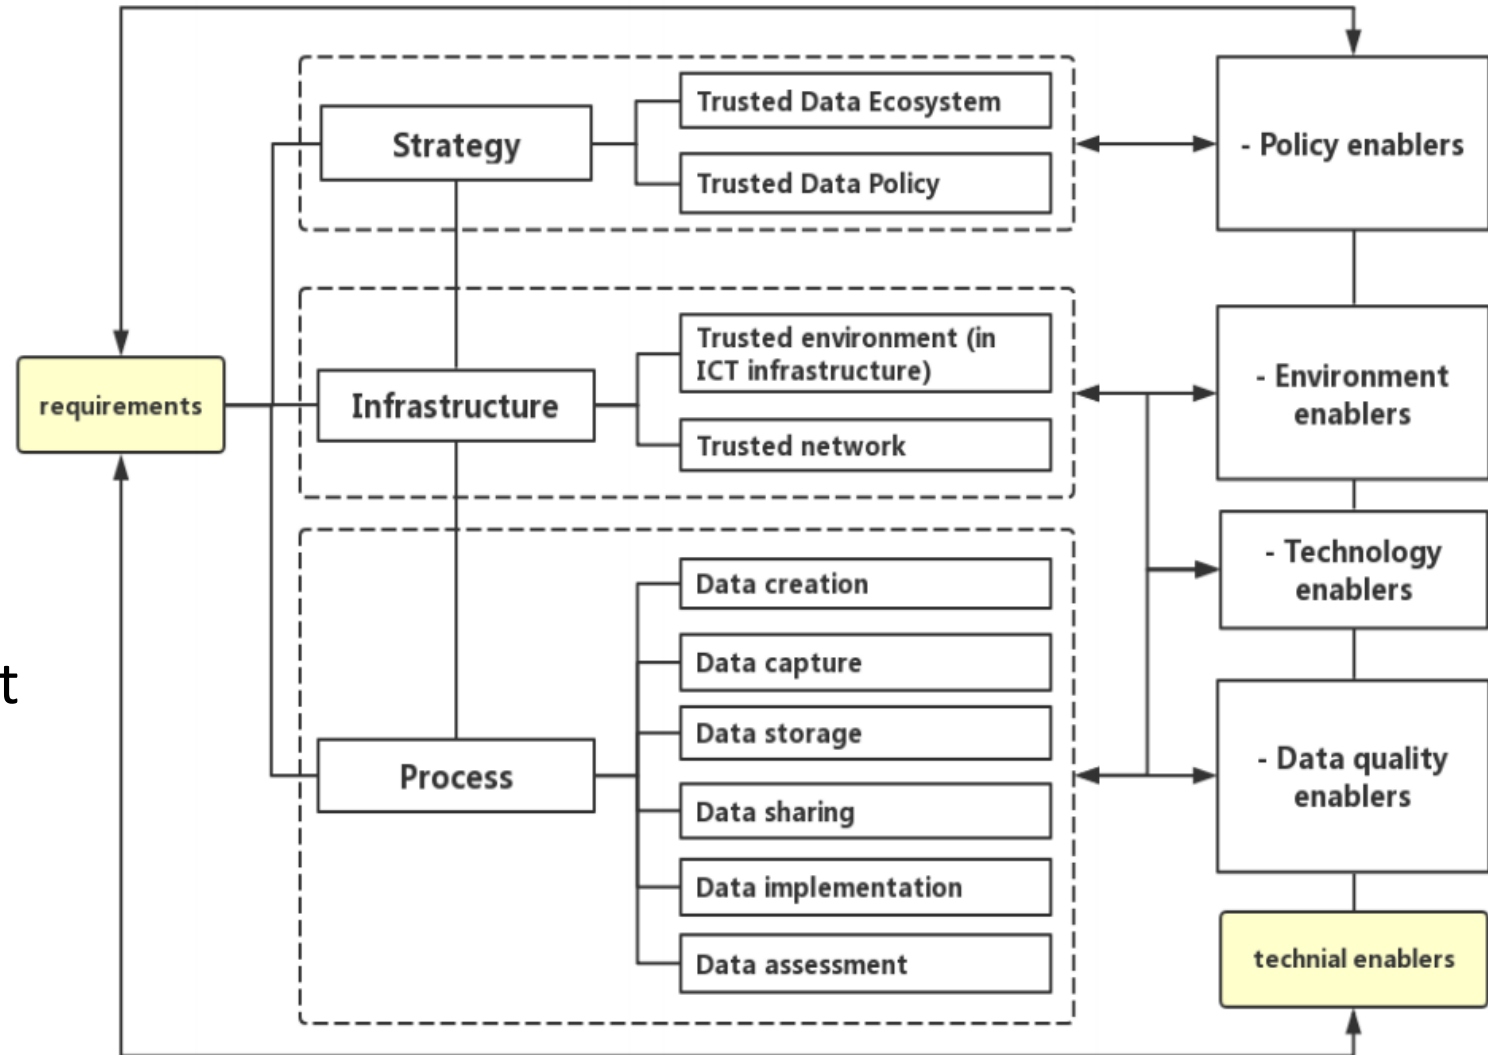 Strategy
Trusted Data Ecosystem
Trusted Data Policy
- Policy enablers
requirements
Infrastructure
Trusted environment (in
ICT infrastructure)
Trusted network
- Environment
enablers
- Technology
enablers
t
Process
Data creation
Data capture
Data storage
Data sharing
Data implementation
Data assessment
- Data quality
enablers
technial enablers